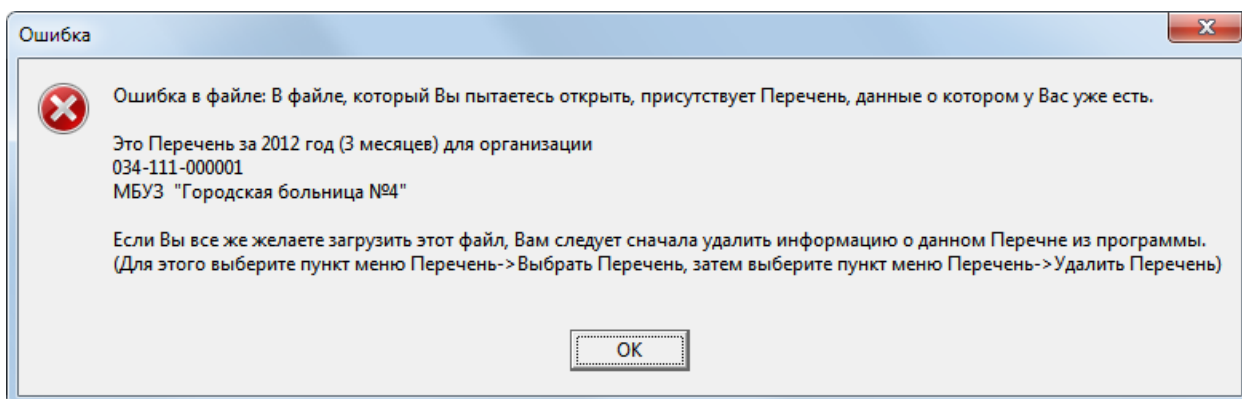 Ошибка
Ошибка в файле: В файле, который Вы пытаетесь открыть, присутствует Перечень, данные о котором у Вас уже есть.
Это Перечень за 2012 год (3 месяцев) для организации
034-111-000001
МБУЗ "Городская больница №4"
Если Вы все же желаете загрузить этот файл, Вам следует сначала удалить информацию о данном Перечне из программы.
(Для этого выберите пункт меню Перечень->Выбрать Перечень, затем выберите пункт меню Перечень->Удалить Перечень)
OK